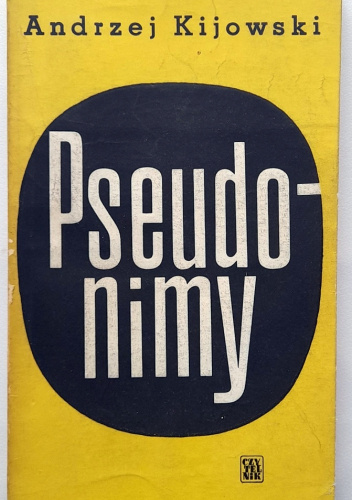 Andrzej Kijowski
Pseudo-
nimy
CZY
TEL
NIK